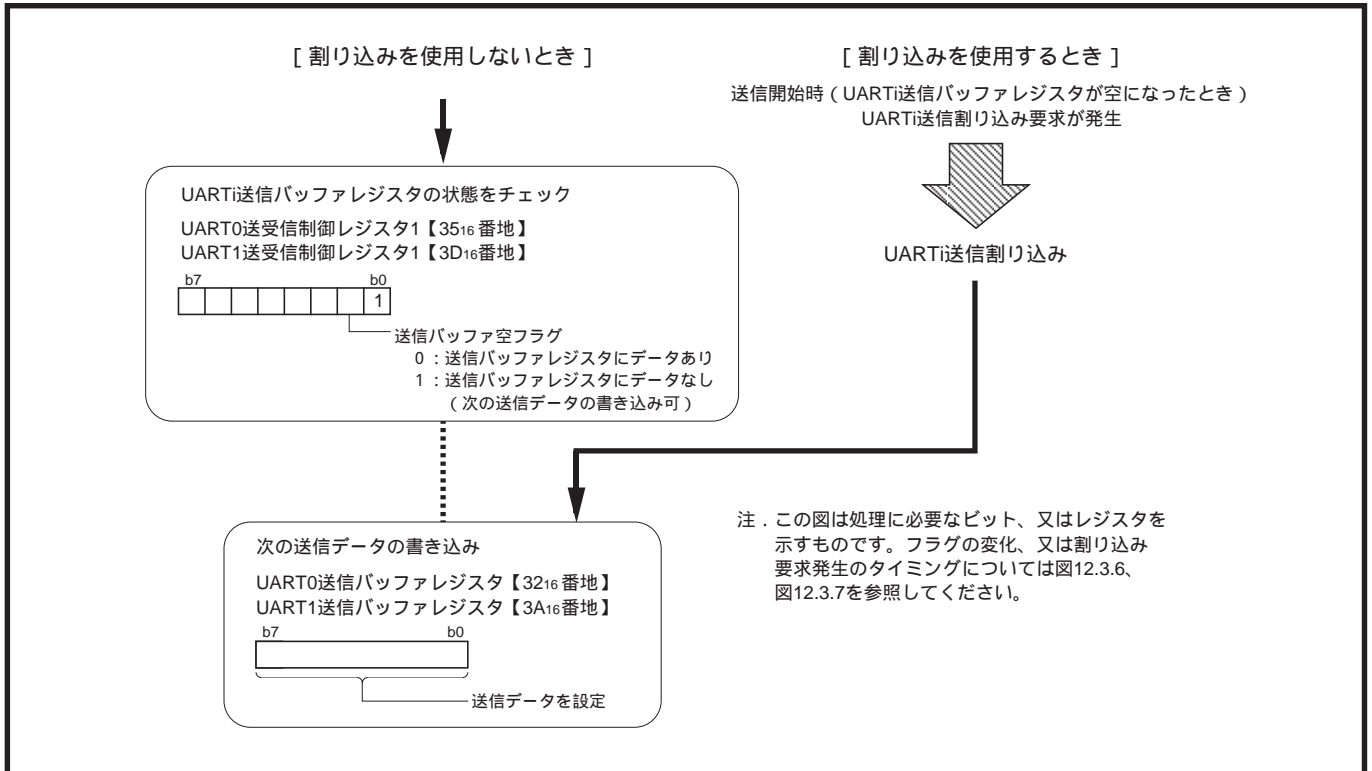 [ 割り込みを使用しないとき ]
UARTi送信バッファレジスタの状態をチェック
UART0送受信制御レジスタ1【3516 番地】
UART1送受信制御レジスタ1【3D16番地】
b7 b0
1
送信バッファ空フラグ
0 : 送信バッファレジスタにデータあり
1 : 送信バッファレジスタにデータなし
( 次の送信データの書き込み可 )
[ 割り込みを使用するとき ]
送信開始時 ( UARTi送信バッファレジスタが空になったとき )
UARTi送信割り込み要求が発生
UARTi送信割り込み
次の送信データの書き込み
UART0送信バッファレジスタ【3216 番地】
UART1送信バッファレジスタ【3A16番地】
b7 b0
送信データを設定
注 . この図は処理に必要なビット、又はレジスタを
示すものです。フラグの変化、又は割り込み
要求発生のタイミングについては図12.3.6、
図12.3.7を参照してください。